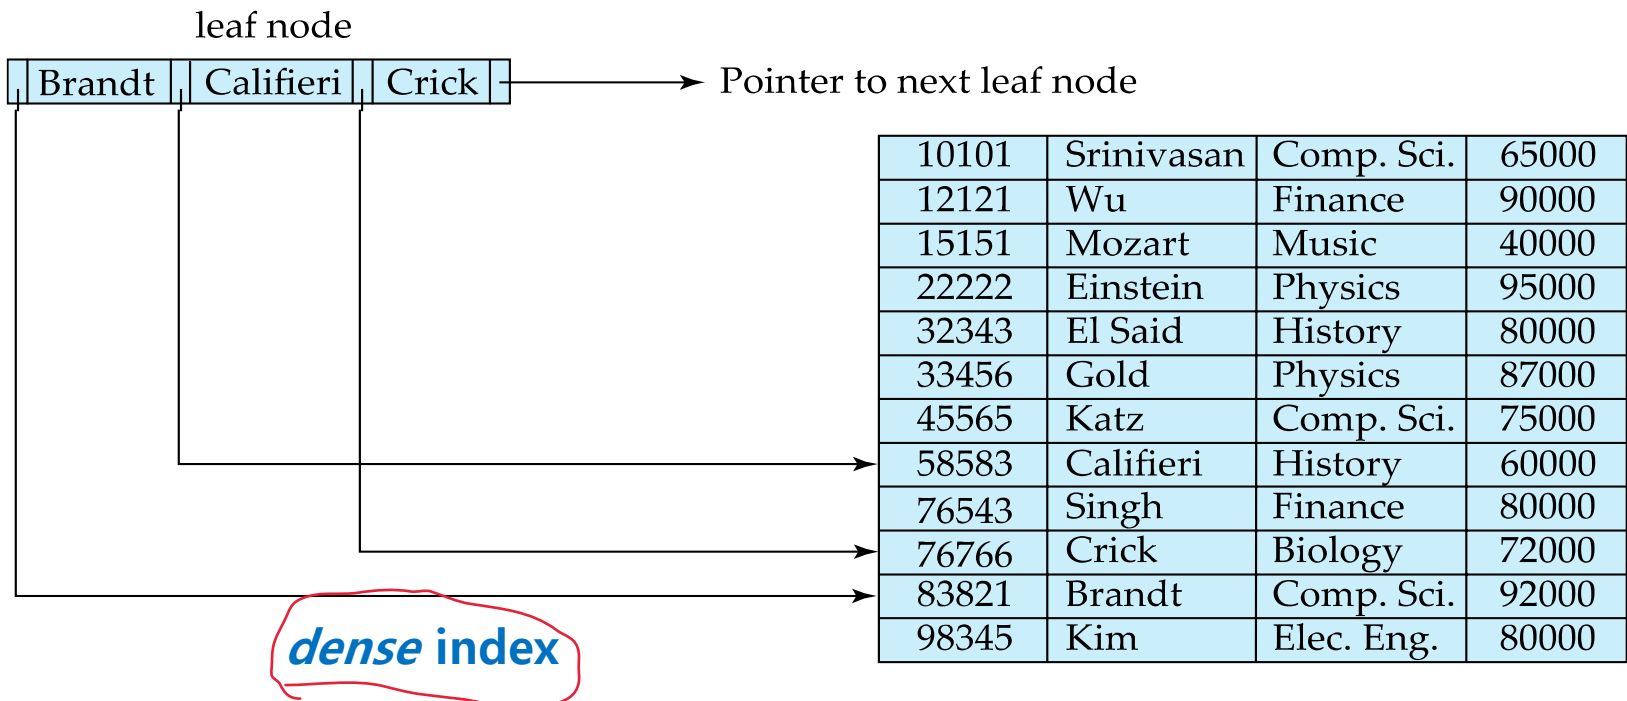 leaf node
Brandt Califieri Crick Pointer to next leaf node
10101 Srinivasan Comp. Sci. 65000
12121 Wu Finance 90000
15151 Mozart Music 40000
22222 Einstein Physics 95000
32343 El Said History 80000
33456 Gold Physics 87000
45565 Katz Comp. Sci. 75000
58583 Califieri History 60000
76543 Singh Finance 80000
76766 Crick Biology 72000
83821 Brandt Comp. Sci. 92000
98345 Kim Elec. Eng. 80000
dense index